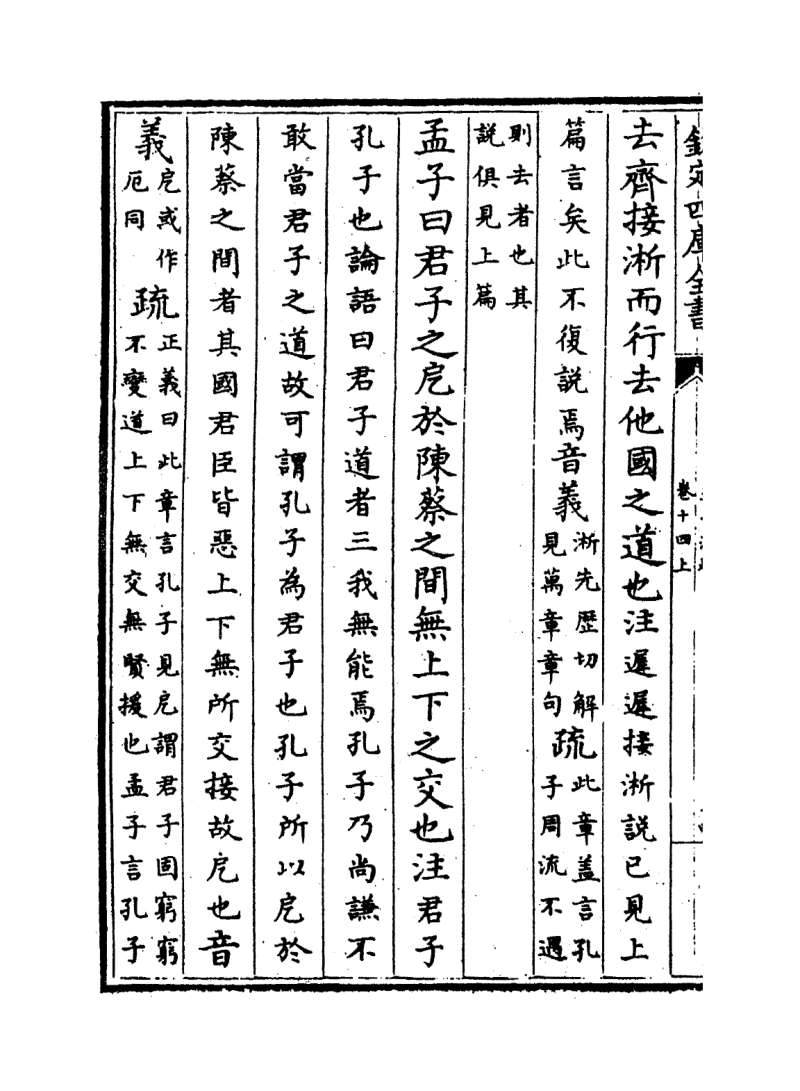 欽定四庫全書
卷十四上
去齊接淅而行去他國之道也注遲遲接淅說已見上
篇言矣此不復説焉音義淅先歷切解見萬章章句疏此章蓋言孔子周流不遇
則去者也其説俱見上篇
孟子曰君子之戹於陳蔡之間無上下之交也注君子
孔子也論語曰君子道者三我無能焉孔子乃尚謙不
敢當君子之道故可謂孔子為君子也孔子所以戹於
陳蔡之間者其國君臣皆惡上下無所交接故戹也音
義戹或作厄同疏正義曰此章言孔子見戹謂君子固窮窮不變道上下無交無賢援也孟子言孔子